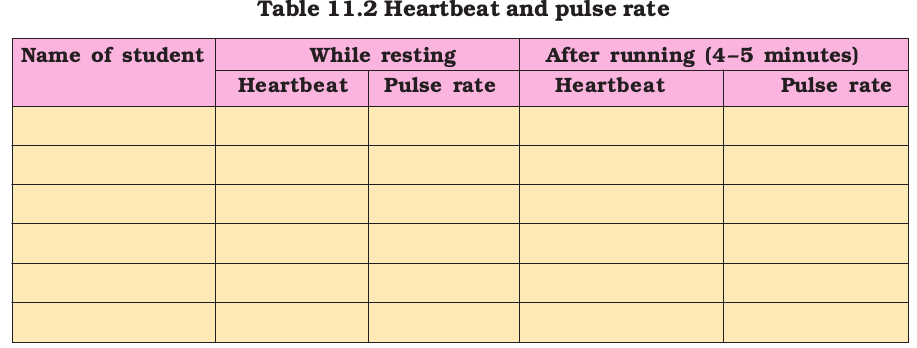 Table 11.2 Heartbeat and pulse rate
Name of student While resting After running (4–5 minutes)
Heartbeat Pulse rate Heartbeat Pulse rate